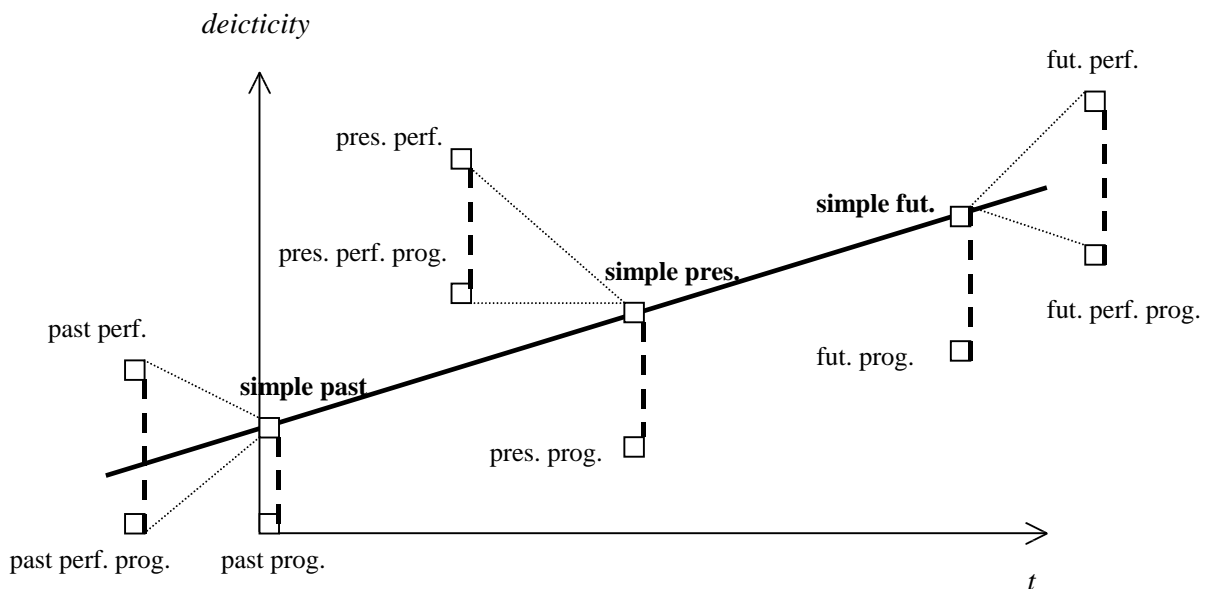 deicticity
fut. perf.
pres. perf.
simple fut.
pres. perf. prog.
simple pres.
fut. perf. prog.
past perf.
fut. prog.
simple past
pres. prog.
past perf. prog.
past prog.
t